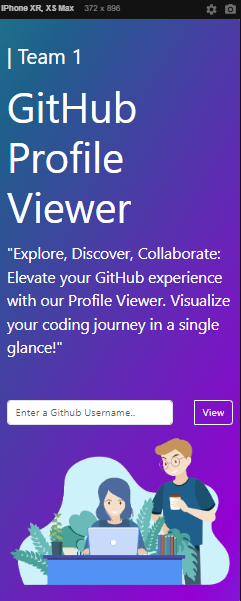 iPhone XR, XS Max 372 x 896
| Team 1
GitHub
Profile
Viewer
"Explore, Discover, Collaborate:
Elevate your GitHub experience
with our Profile Viewer. Visualize
your coding journey in a single
glance!"
Enter a Github Username.. View